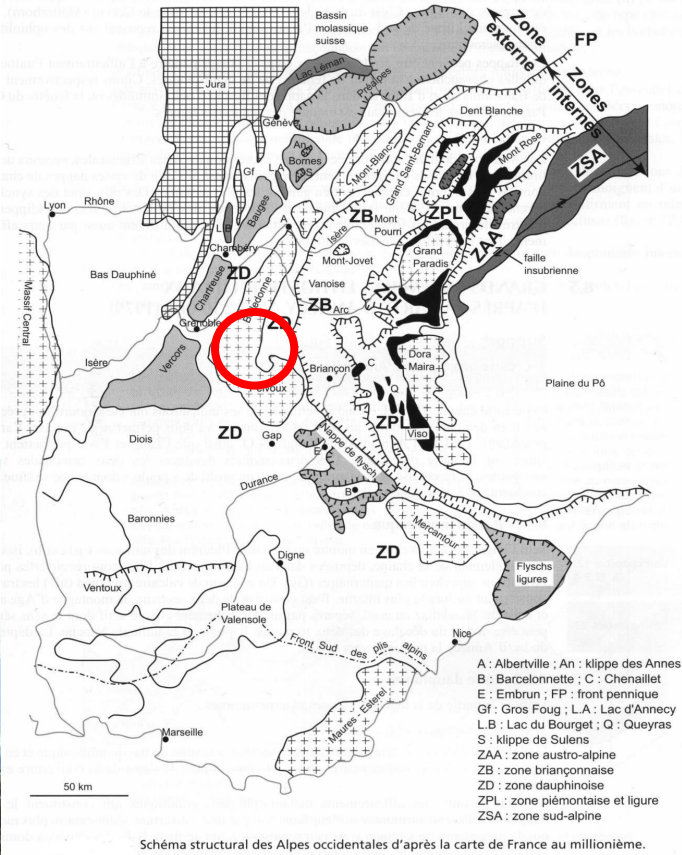 Bassin
molassique
suisse
Zone
externe
FP
Zones
internes
Lac Léman
Préalpes
Jura
Genève
Dent Blanche
Mont Rose
ZSA
An
Bornes
S
Gf
L.A
Mont-Blanc
Grand Saint-Bernard
Lyon
Rhône
L.B
Bauges
A
ZB
Mont
Pourri
ZPL
ZAA
Z
Z
faille
insubrienne
Chambéry
Isère
Mont-Jovet
Grand
Paradis
Bas Dauphiné
Chartreuse
ZD
Belledonne
Vanoise
ZB
Arc
ZPL
Massif Central
Grenoble
ZD
Isère
Vercors
Briançon
C
Dora
Maira
Plaine du Pô
Q
ZPL
Viso
Diois
ZD
Gap
E
Nappe de flysch
Durance
B
Baronnies
ZD
Mercantour
Digne
Flyschs
ligures
Ventoux
Plateau de
Valensole
Nice
Front Sud des plis alpins
Maures - Esterel
Marseille
50 km
A : Albertville ; An : klippe des Annes
B : Barcelonnette ; C : Chenaillet
E : Embrun ; FP : front pennique
Gf : Gros Foug ; L.A : Lac d'Annecy
L.B : Lac du Bourget ; Q : Queyras
S : klippe de Sulens
ZAA : zone austro-alpine
ZB : zone briançonnaise
ZD : zone dauphinoise
ZPL : zone piémontaise et ligure
ZSA : zone sud-alpine
Schéma structural des Alpes occidentales d'après la carte de France au millionième.